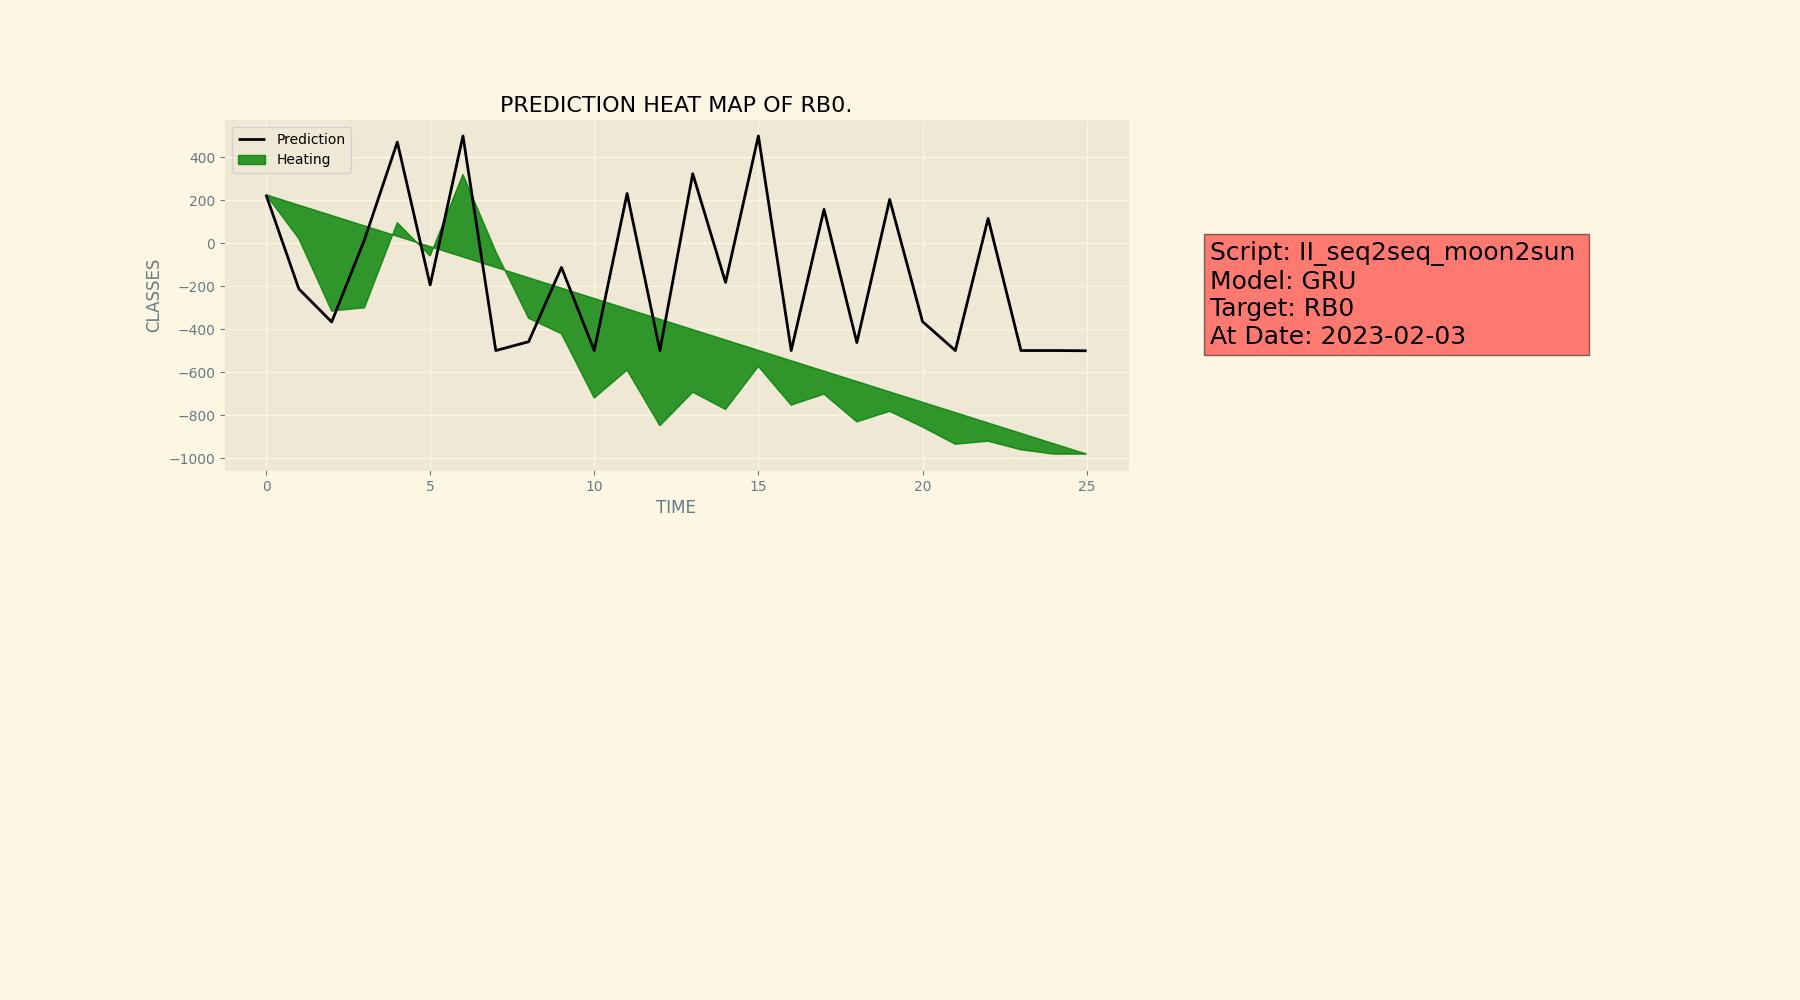 PREDICTION HEAT MAP OF RB0.
Prediction
Heating
400
200
0
−200
−400
−600
−800
−1000
CLASSES
0 5 10 15 20 25
TIME
Script: II_seq2seq_moon2sun
Model: GRU
Target: RB0
At Date: 2023-02-03